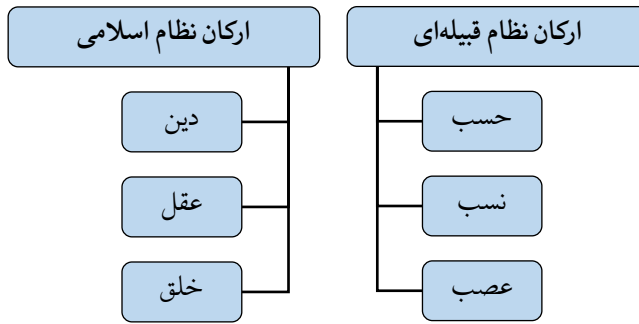 ارکان نظام قبیله‌ای
حسب
نسب
عصب
ارکان نظام اسلامی
دین
عقل
خلق